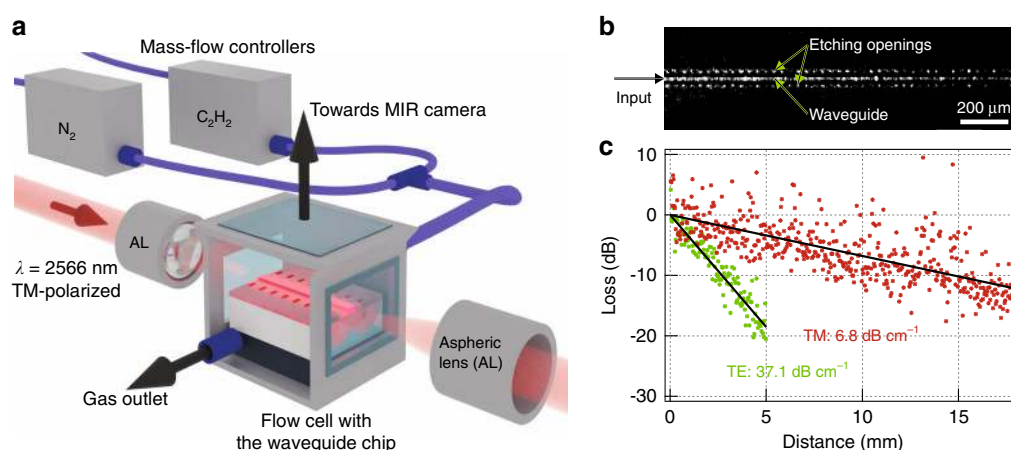 a
Mass-flow controllers
N₂
C₂H₂
Towards MIR camera
AL
λ = 2566 nm
TM-polarized
Gas outlet
Flow cell with
the waveguide chip
Aspheric
lens (AL)
b
Etching openings
Input
Waveguide
200 μm
c
10
0
-10
-20
-30
Loss (dB)
TM: 6.8 dB cm⁻¹
TE: 37.1 dB cm⁻¹
0
5
10
15
Distance (mm)